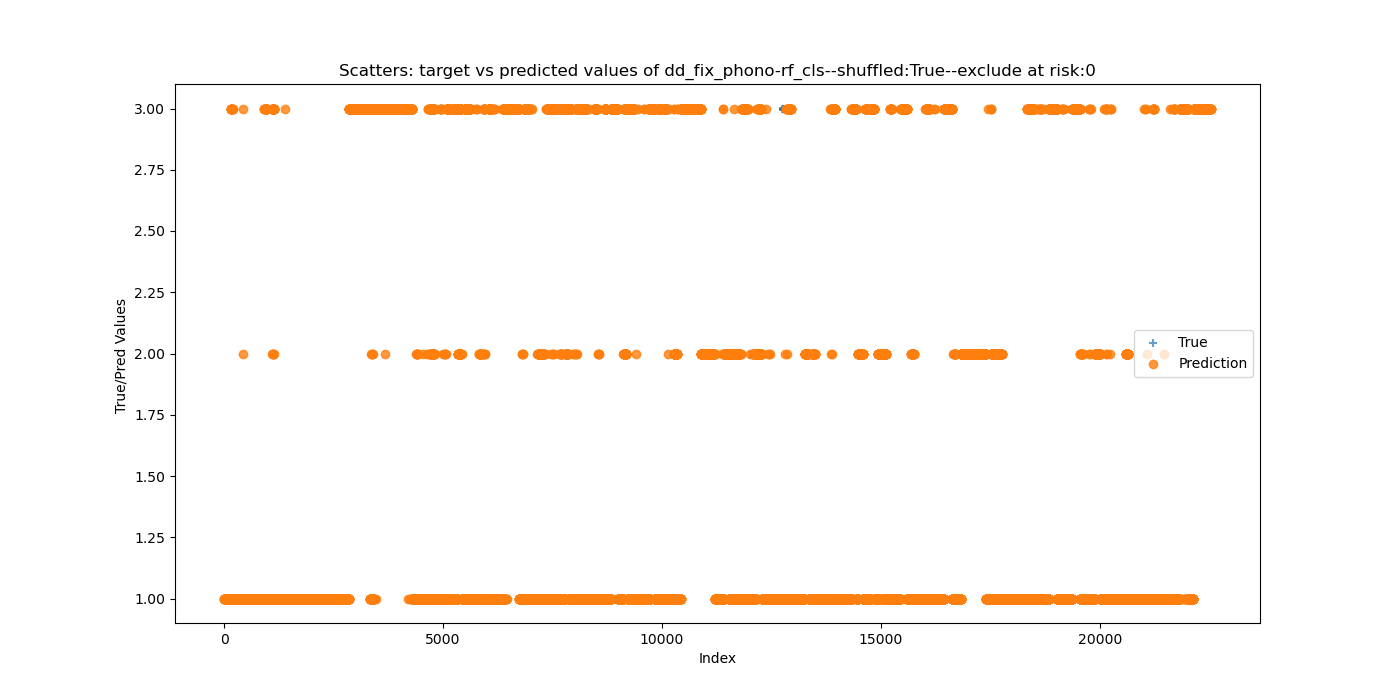 Scatters: target vs predicted values of dd_fix_phono-rf_cls--shuffled:True--exclude at risk:0
3.00
2.75
2.50
2.25
2.00
1.75
1.50
1.25
1.00
True/Pred Values
True
Prediction
0
5000
10000
15000
20000
Index